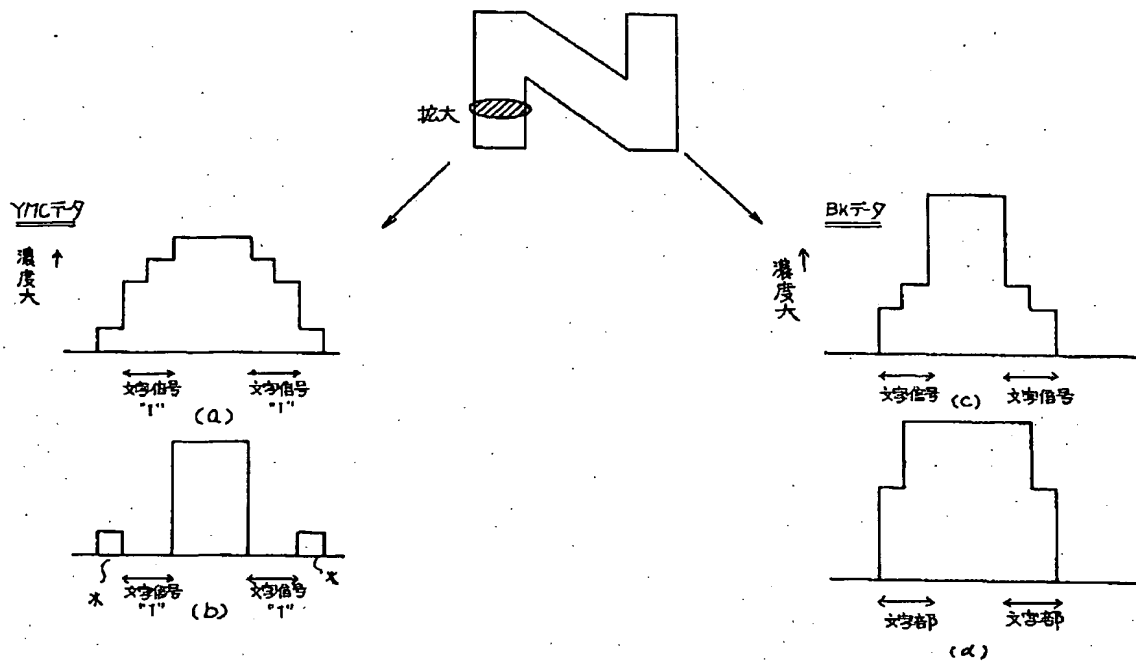 拡大
YMCデータ
濃度大 ↑
文字信号 "1"
文字信号 "1"
(a)
*
文字信号 "1"
文字信号 "1"
*
(b)
BKデータ
濃度大 ↑
文字信号
文字信号
(c)
文字部
文字部
(d)